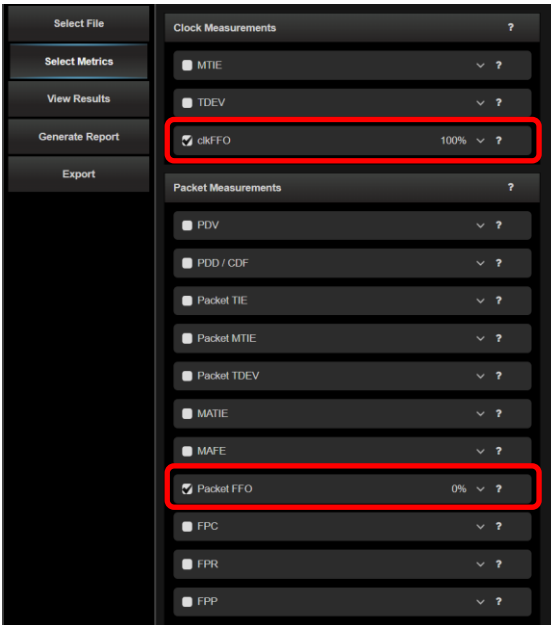 Select File
Select Metrics
View Results
Generate Report
Export
Clock Measurements ?
MTIE ?
TDEV ?
clkFFO 100% ?
Packet Measurements ?
PDV ?
PDD / CDF ?
Packet TIE ?
Packet MTIE ?
Packet TDEV ?
MATIE ?
MAFE ?
Packet FFO 0% ?
FPC ?
FPR ?
FPP ?